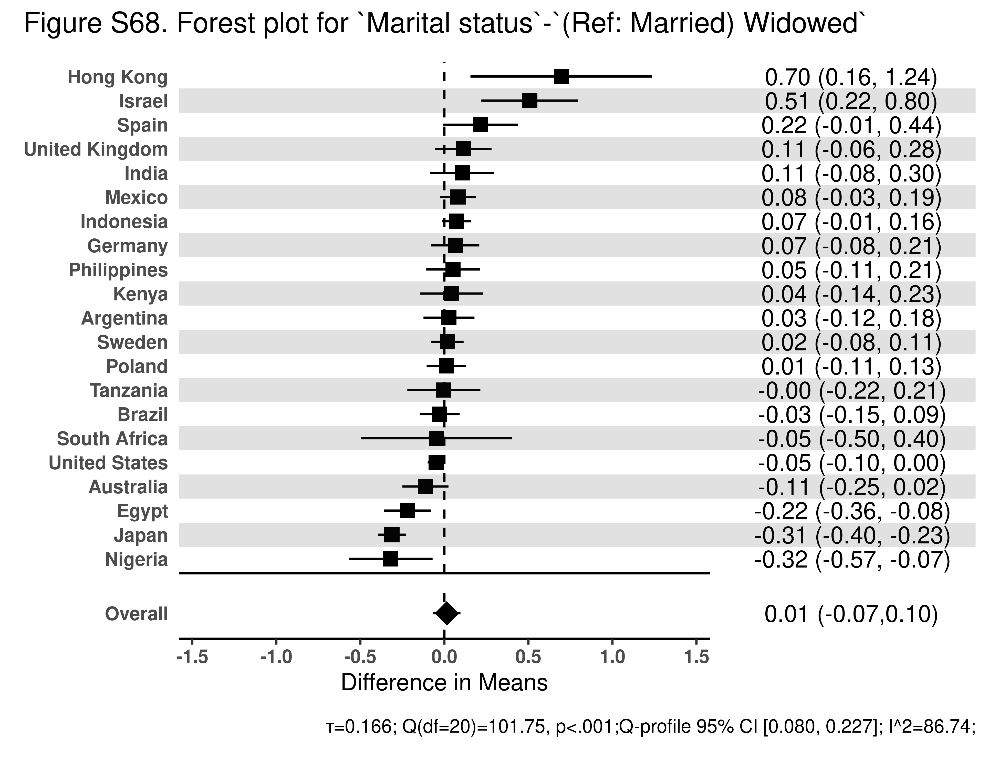 Figure S68. Forest plot for `Marital status`-`(Ref: Married) Widowed`
Hong Kong 0.70 (0.16, 1.24)
Israel 0.51 (0.22, 0.80)
Spain 0.22 (-0.01, 0.44)
United Kingdom 0.11 (-0.06, 0.28)
India 0.11 (-0.08, 0.30)
Mexico 0.08 (-0.03, 0.19)
Indonesia 0.07 (-0.01, 0.16)
Germany 0.07 (-0.08, 0.21)
Philippines 0.05 (-0.11, 0.21)
Kenya 0.04 (-0.14, 0.23)
Argentina 0.03 (-0.12, 0.18)
Sweden 0.02 (-0.08, 0.11)
Poland 0.01 (-0.11, 0.13)
Tanzania -0.00 (-0.22, 0.21)
Brazil -0.03 (-0.15, 0.09)
South Africa -0.05 (-0.50, 0.40)
United States -0.05 (-0.10, 0.00)
Australia -0.11 (-0.25, 0.02)
Egypt -0.22 (-0.36, -0.08)
Japan -0.31 (-0.40, -0.23)
Nigeria -0.32 (-0.57, -0.07)
Overall 0.01 (-0.07,0.10)
-1.5 -1.0 -0.5 0.0 0.5 1.0 1.5
Difference in Means
τ=0.166; Q(df=20)=101.75, p<.001;Q-profile 95% CI [0.080, 0.227]; I^2=86.74;